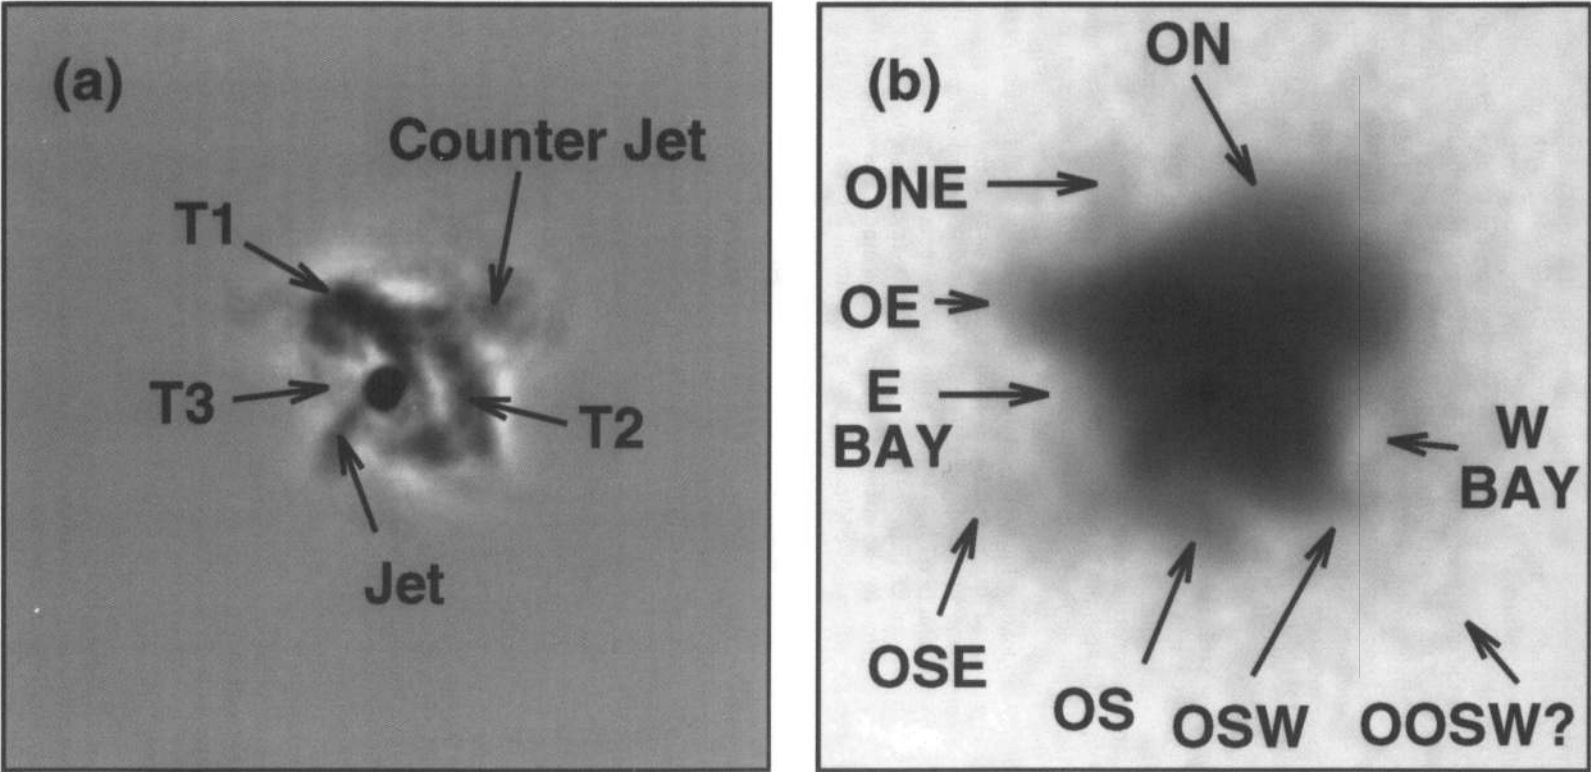 (a)
Counter Jet
T1
T3
T2
Jet
(b)
ON
ONE
OE
E
BAY
W
BAY
OSE
OS
OSW
OOSW?